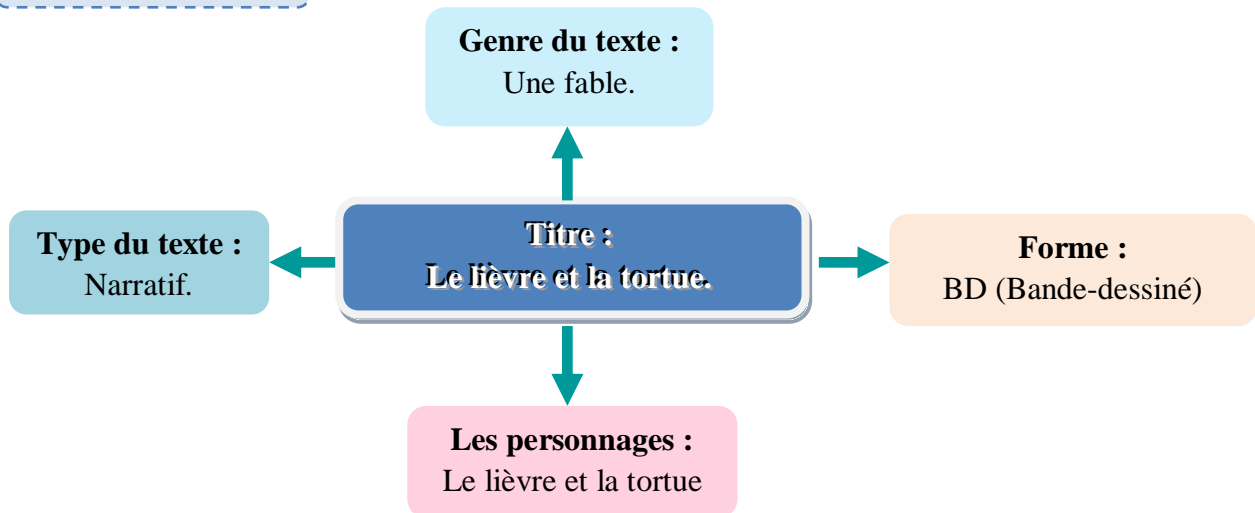 Genre du texte :
Une fable.
Type du texte :
Narratif.
Titre :
Le lièvre et la tortue.
Forme :
BD (Bande-dessiné)
Les personnages :
Le lièvre et la tortue